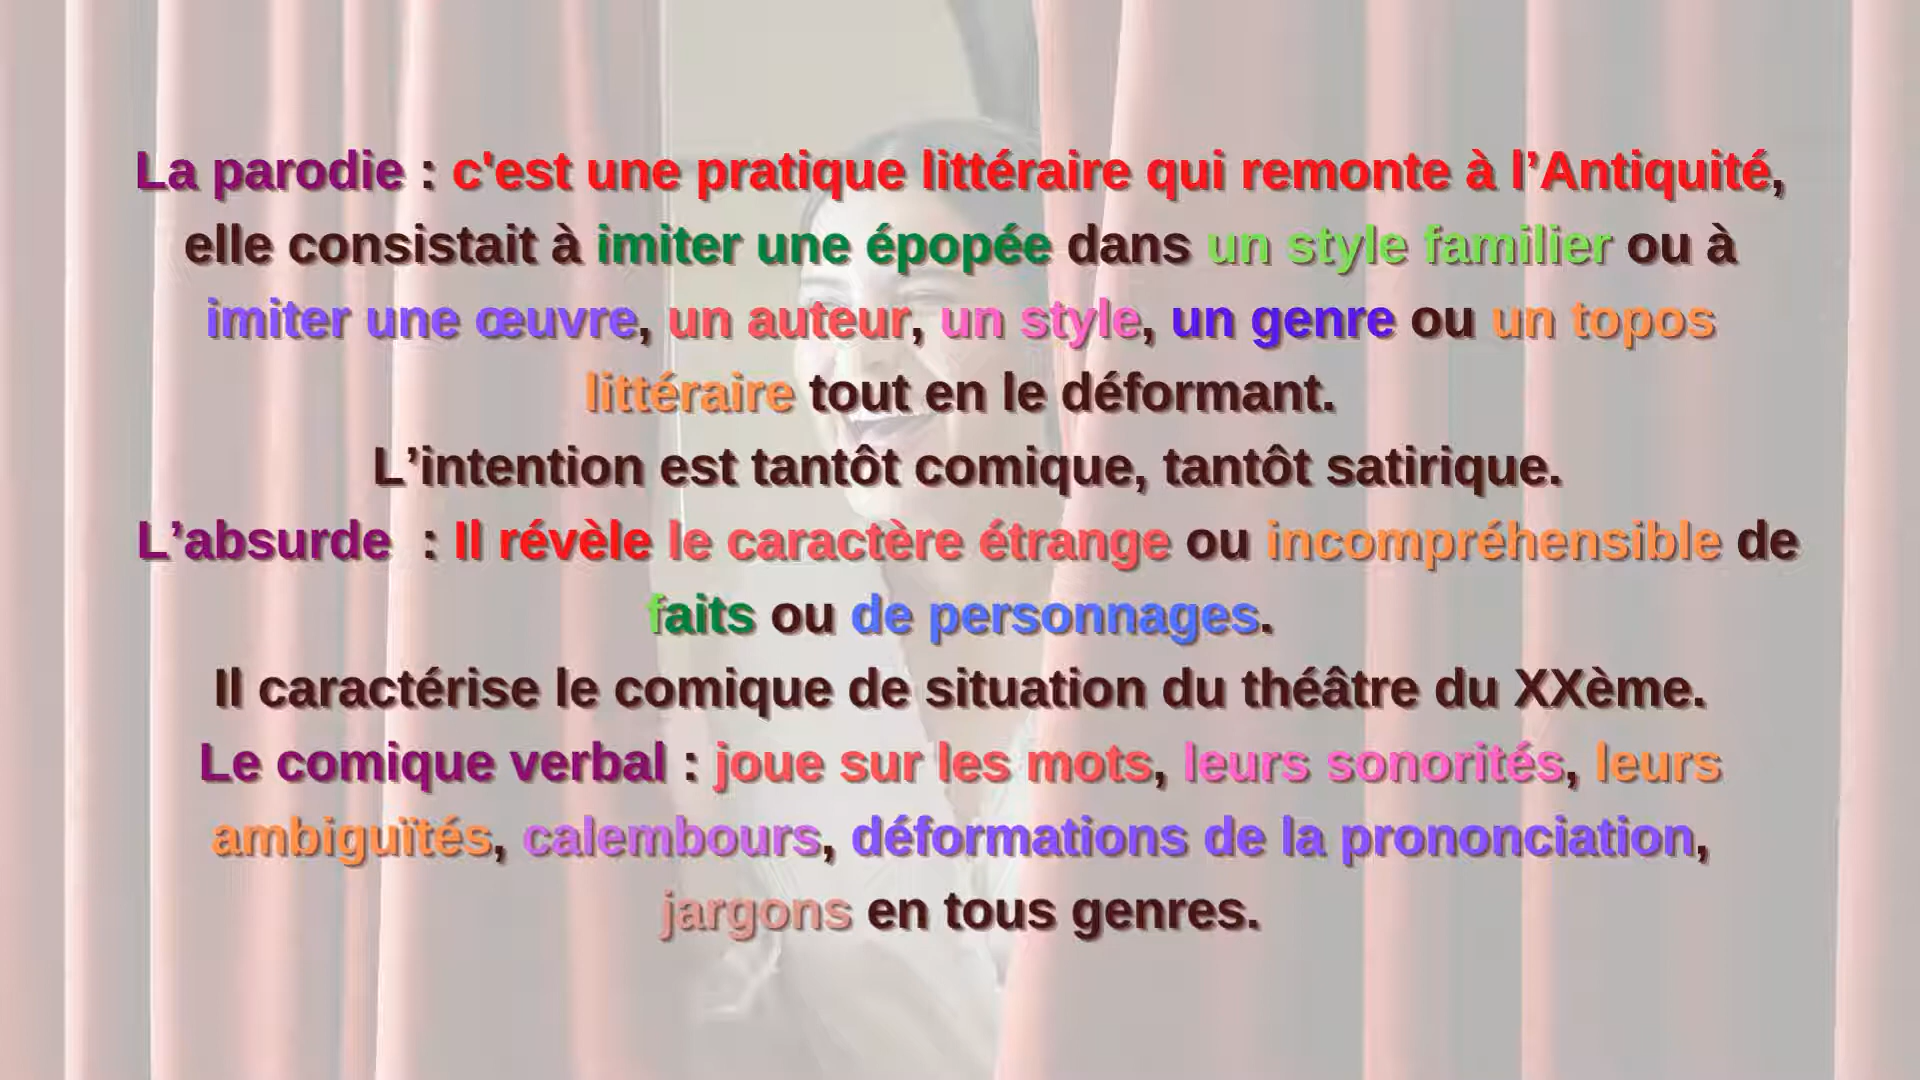 La parodie : c'est une pratique littéraire qui remonte à l’Antiquité,
elle consistait à imiter une épopée dans un style familier ou à
imiter une œuvre, un auteur, un style, un genre ou un topos
littéraire tout en le déformant.
L’intention est tantôt comique, tantôt satirique.
L’absurde  : Il révèle le caractère étrange ou incompréhensible de
faits ou de personnages.
Il caractérise le comique de situation du théâtre du XXème.
Le comique verbal : joue sur les mots, leurs sonorités, leurs
ambiguïtés, calembours, déformations de la prononciation,
jargons en tous genres.